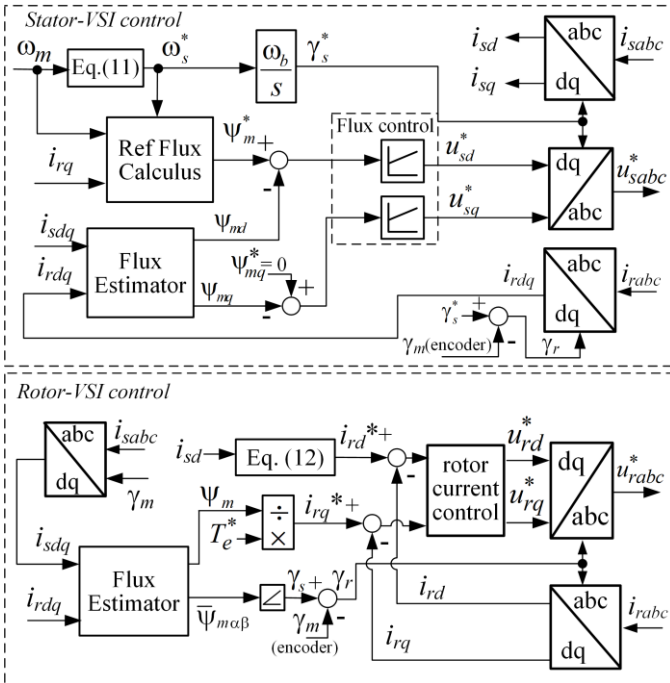 Stator-VSI control
ω_m
Eq.(11)
ω_s^*
ω_b
s
γ_s^*
i_sd
i_sq
abc
dq
i_sabc
i_rq
Ref Flux
Calculus
ψ_m^*
+
-
Flux control
u_sd^*
u_sq^*
dq
abc
u_sabc^*
i_sdq
i_rdq
Flux
Estimator
ψ_md
ψ_mq
ψ_mq^*=0
+
-
i_rdq
abc
dq
i_rabc
γ_s^*
+
-
γ_m(encoder)
γ_r
Rotor-VSI control
abc
dq
i_sabc
γ_m
i_sd
Eq. (12)
i_rd*+
-
rotor
current
control
u_rd^*
u_rq^*
dq
abc
u_rabc^*
ψ_m
T_e^*
÷
×
i_rq*+
-
i_sdq
i_rdq
Flux
Estimator
ψ̅_mαβ
γ_s+
γ_r
γ_m
-
(encoder)
i_rd
i_rq
abc
dq
i_rabc